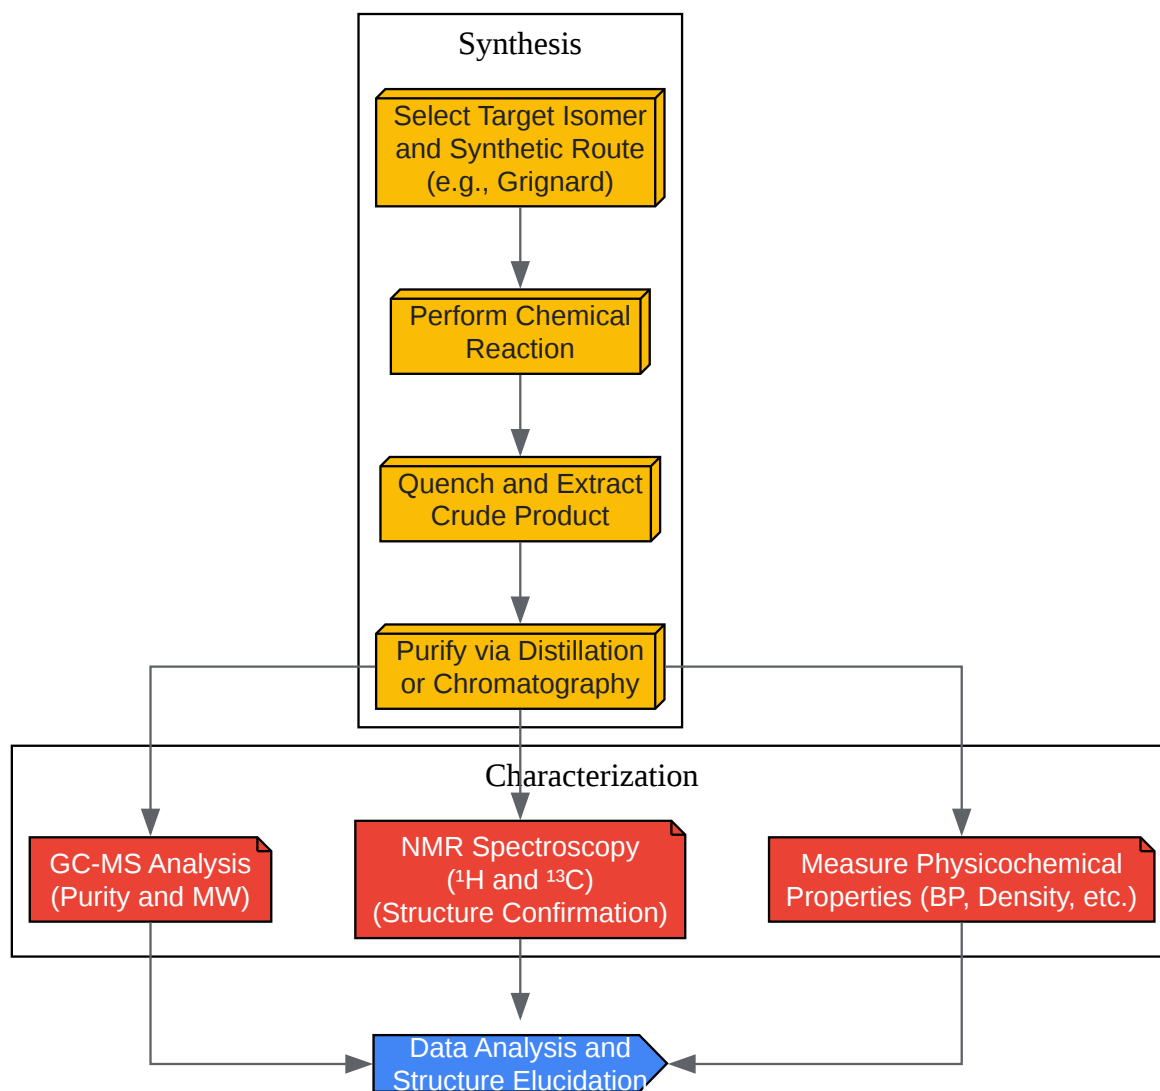 Synthesis
Select Target Isomer
and Synthetic Route
(e.g., Grignard)
Perform Chemical
Reaction
Quench and Extract
Crude Product
Purify via Distillation
or Chromatography
Characterization
GC-MS Analysis
(Purity and MW)
NMR Spectroscopy
(¹H and ¹³C)
(Structure Confirmation)
Measure Physicochemical
Properties (BP, Density, etc.)
Data Analysis and
Structure Elucidation